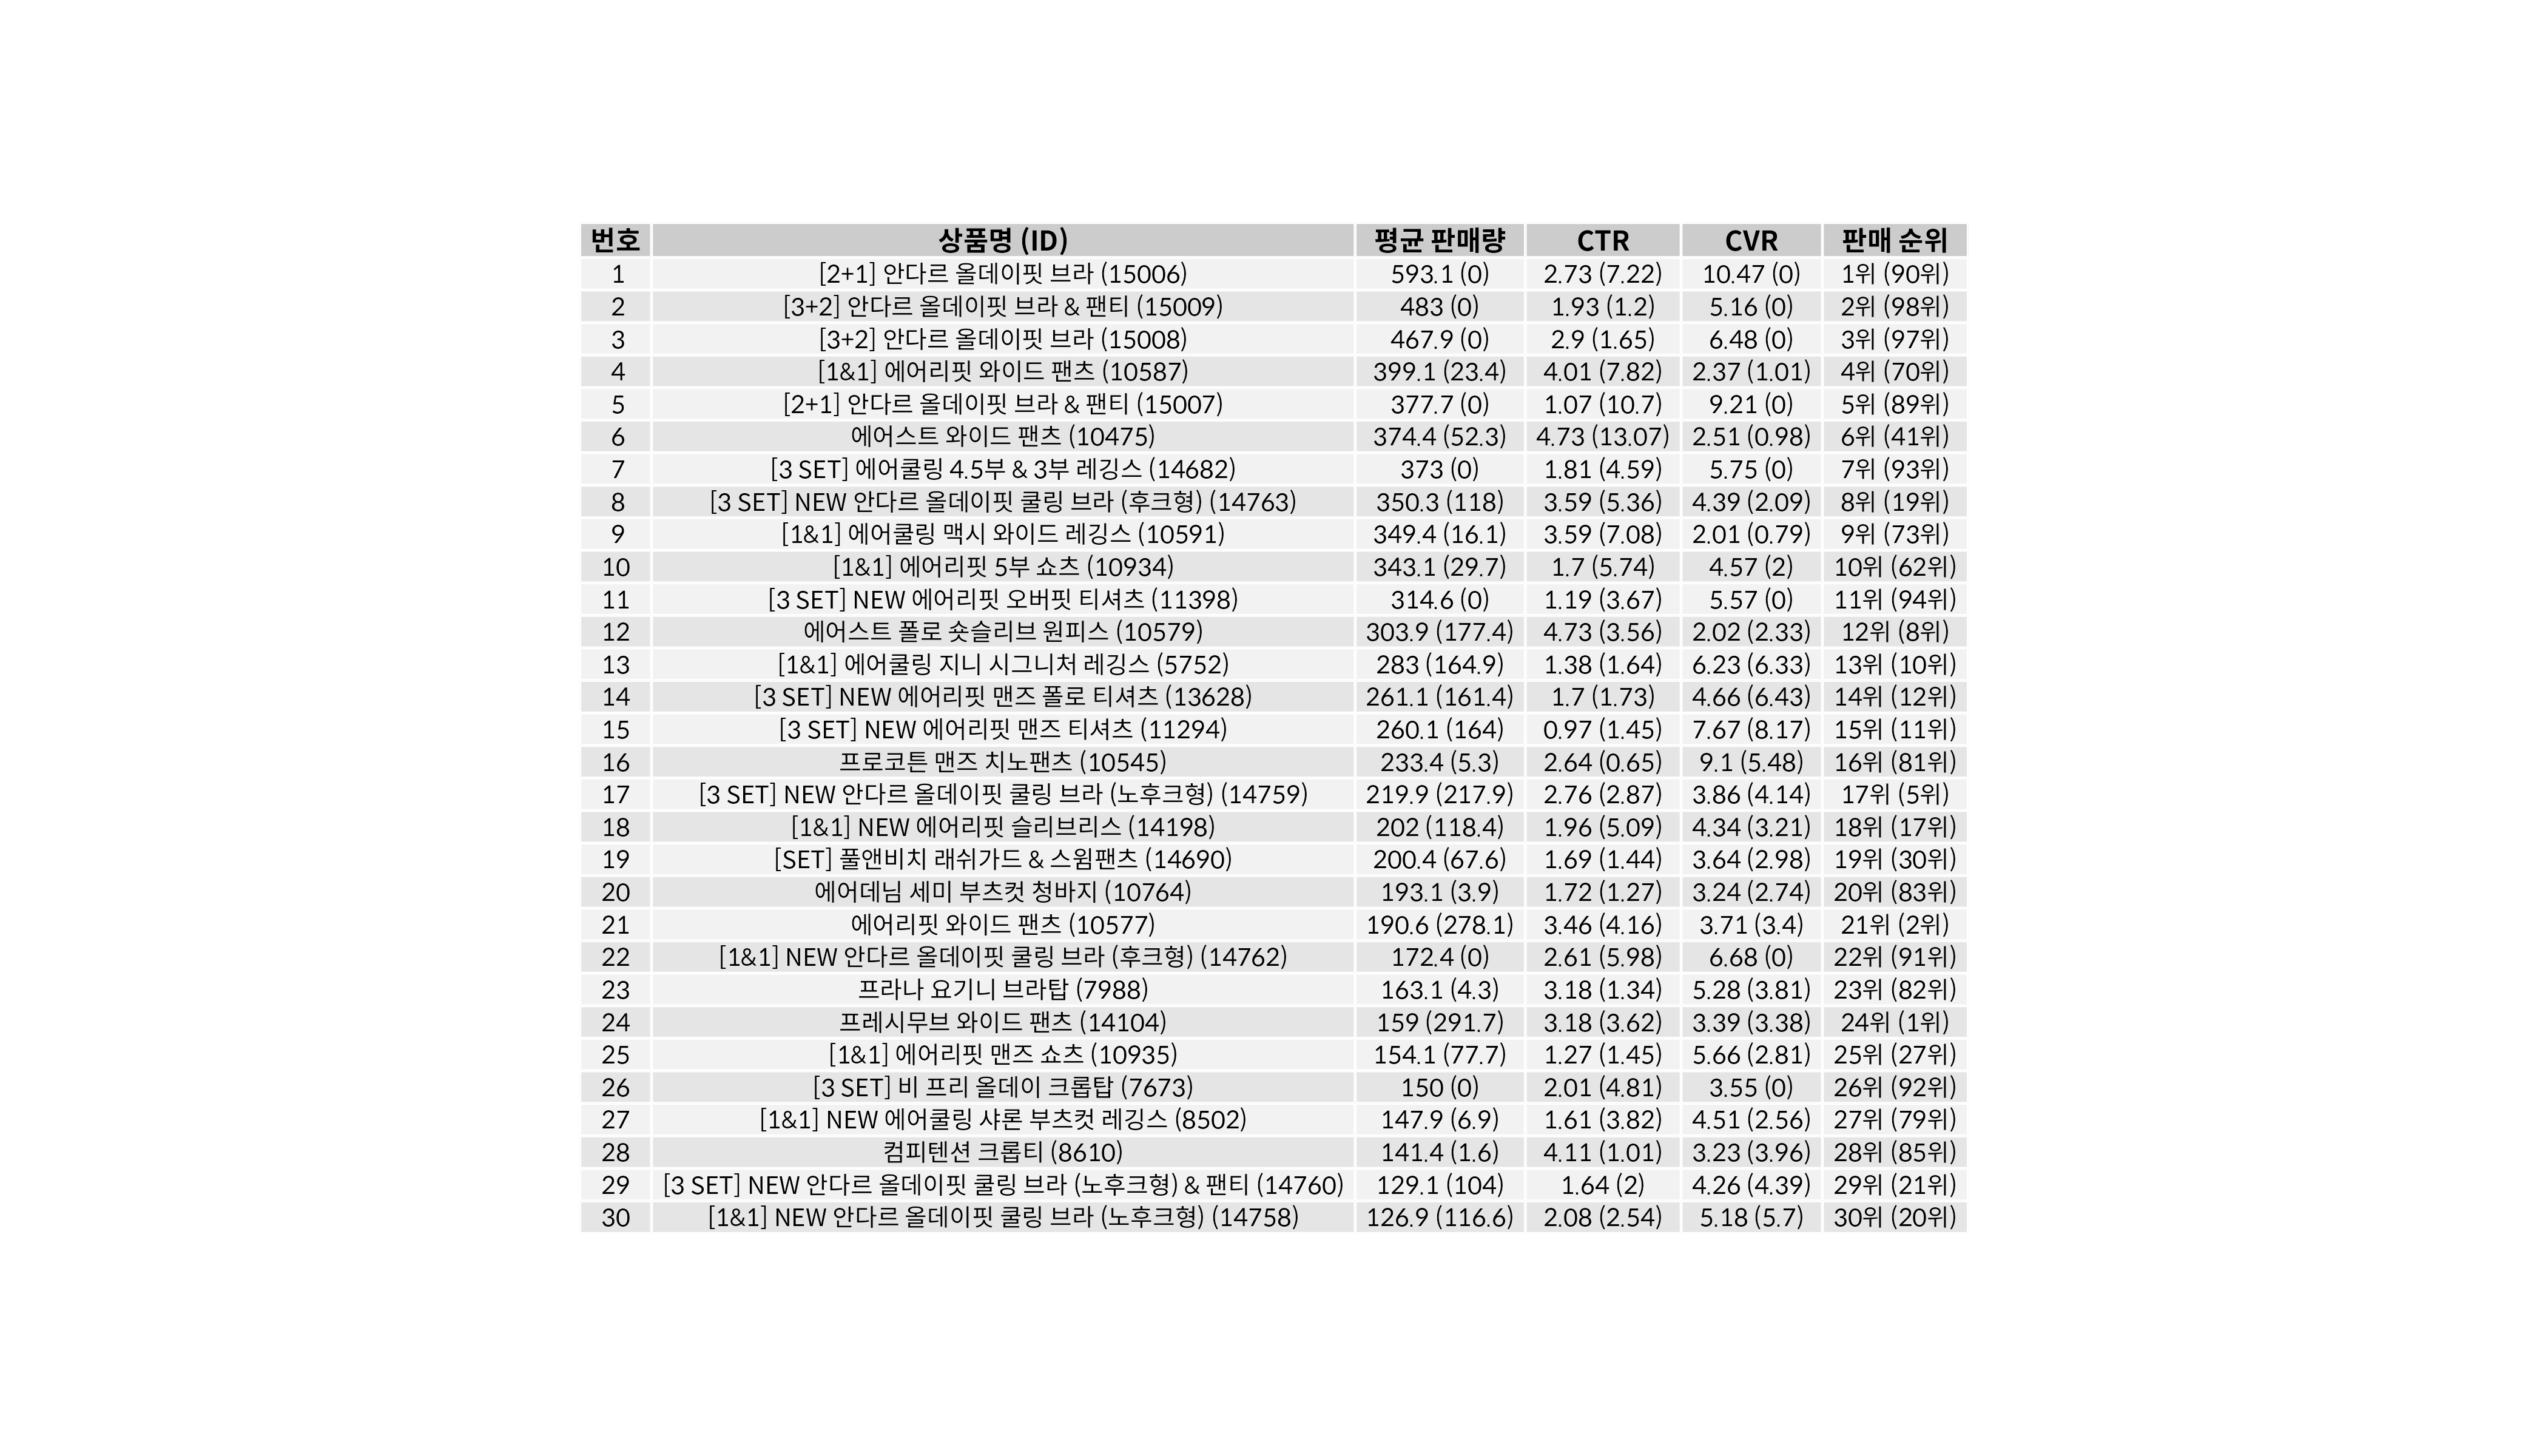 번호 상품명 (ID) 평균 판매량 CTR CVR 판매 순위
1 [2+1] 안다르 올데이핏 브라 (15006) 593.1 (0) 2.73 (7.22) 10.47 (0) 1위 (90위)
2 [3+2] 안다르 올데이핏 브라 & 팬티 (15009) 483 (0) 1.93 (1.2) 5.16 (0) 2위 (98위)
3 [3+2] 안다르 올데이핏 브라 (15008) 467.9 (0) 2.9 (1.65) 6.48 (0) 3위 (97위)
4 [1&1] 에어리핏 와이드 팬츠 (10587) 399.1 (23.4) 4.01 (7.82) 2.37 (1.01) 4위 (70위)
5 [2+1] 안다르 올데이핏 브라 & 팬티 (15007) 377.7 (0) 1.07 (10.7) 9.21 (0) 5위 (89위)
6 에어스트 와이드 팬츠 (10475) 374.4 (52.3) 4.73 (13.07) 2.51 (0.98) 6위 (41위)
7 [3 SET] 에어쿨링 4.5부 & 3부 레깅스 (14682) 373 (0) 1.81 (4.59) 5.75 (0) 7위 (93위)
8 [3 SET] NEW 안다르 올데이핏 쿨링 브라 (후크형) (14763) 350.3 (118) 3.59 (5.36) 4.39 (2.09) 8위 (19위)
9 [1&1] 에어쿨링 맥시 와이드 레깅스 (10591) 349.4 (16.1) 3.59 (7.08) 2.01 (0.79) 9위 (73위)
10 [1&1] 에어리핏 5부 쇼츠 (10934) 343.1 (29.7) 1.7 (5.74) 4.57 (2) 10위 (62위)
11 [3 SET] NEW 에어리핏 오버핏 티셔츠 (11398) 314.6 (0) 1.19 (3.67) 5.57 (0) 11위 (94위)
12 에어스트 폴로 숏슬리브 원피스 (10579) 303.9 (177.4) 4.73 (3.56) 2.02 (2.33) 12위 (8위)
13 [1&1] 에어쿨링 지니 시그니처 레깅스 (5752) 283 (164.9) 1.38 (1.64) 6.23 (6.33) 13위 (10위)
14 [3 SET] NEW 에어리핏 맨즈 폴로 티셔츠 (13628) 261.1 (161.4) 1.7 (1.73) 4.66 (6.43) 14위 (12위)
15 [3 SET] NEW 에어리핏 맨즈 티셔츠 (11294) 260.1 (164) 0.97 (1.45) 7.67 (8.17) 15위 (11위)
16 프로코튼 맨즈 치노팬츠 (10545) 233.4 (5.3) 2.64 (0.65) 9.1 (5.48) 16위 (81위)
17 [3 SET] NEW 안다르 올데이핏 쿨링 브라 (노후크형) (14759) 219.9 (217.9) 2.76 (2.87) 3.86 (4.14) 17위 (5위)
18 [1&1] NEW 에어리핏 슬리브리스 (14198) 202 (118.4) 1.96 (5.09) 4.34 (3.21) 18위 (17위)
19 [SET] 풀앤비치 래쉬가드 & 스윔팬츠 (14690) 200.4 (67.6) 1.69 (1.44) 3.64 (2.98) 19위 (30위)
20 에어데님 세미 부츠컷 청바지 (10764) 193.1 (3.9) 1.72 (1.27) 3.24 (2.74) 20위 (83위)
21 에어리핏 와이드 팬츠 (10577) 190.6 (278.1) 3.46 (4.16) 3.71 (3.4) 21위 (2위)
22 [1&1] NEW 안다르 올데이핏 쿨링 브라 (후크형) (14762) 172.4 (0) 2.61 (5.98) 6.68 (0) 22위 (91위)
23 프라나 요기니 브라탑 (7988) 163.1 (4.3) 3.18 (1.34) 5.28 (3.81) 23위 (82위)
24 프레시무브 와이드 팬츠 (14104) 159 (291.7) 3.18 (3.62) 3.39 (3.38) 24위 (1위)
25 [1&1] 에어리핏 맨즈 쇼츠 (10935) 154.1 (77.7) 1.27 (1.45) 5.66 (2.81) 25위 (27위)
26 [3 SET] 비 프리 올데이 크롭탑 (7673) 150 (0) 2.01 (4.81) 3.55 (0) 26위 (92위)
27 [1&1] NEW 에어쿨링 샤론 부츠컷 레깅스 (8502) 147.9 (6.9) 1.61 (3.82) 4.51 (2.56) 27위 (79위)
28 컴피텐션 크롭티 (8610) 141.4 (1.6) 4.11 (1.01) 3.23 (3.96) 28위 (85위)
29 [3 SET] NEW 안다르 올데이핏 쿨링 브라 (노후크형) & 팬티 (14760) 129.1 (104) 1.64 (2) 4.26 (4.39) 29위 (21위)
30 [1&1] NEW 안다르 올데이핏 쿨링 브라 (노후크형) (14758) 126.9 (116.6) 2.08 (2.54) 5.18 (5.7) 30위 (20위)